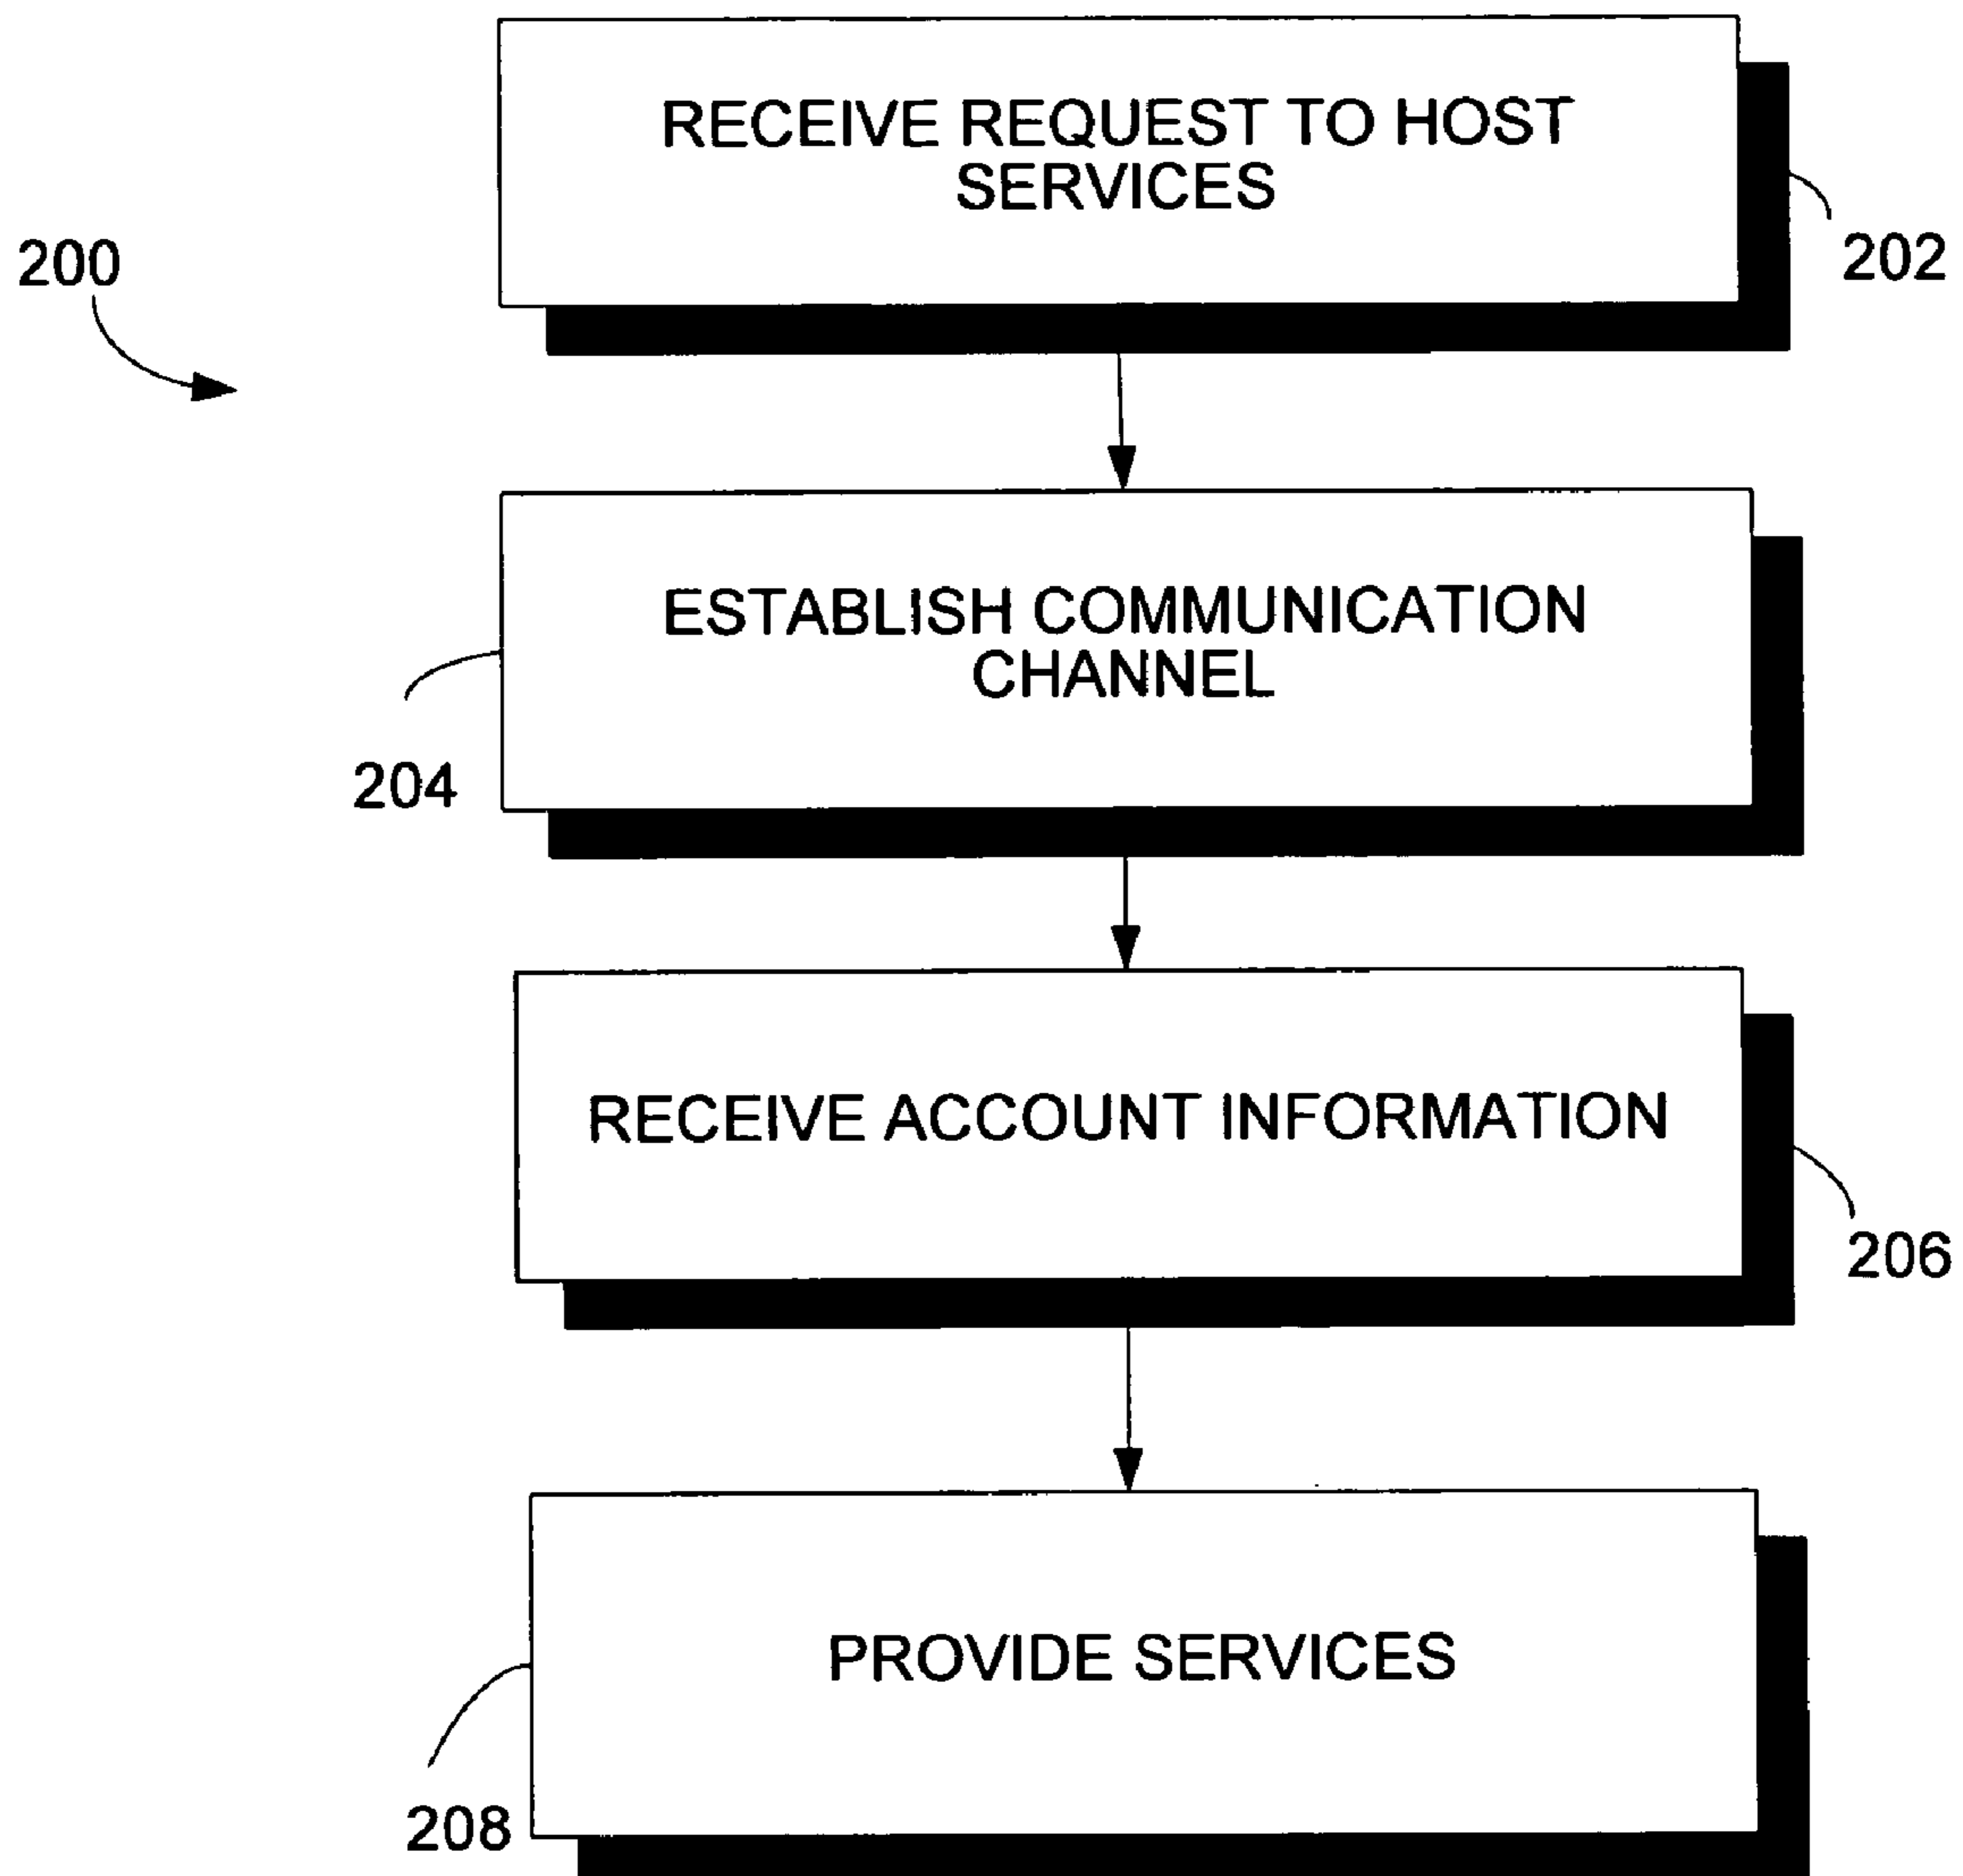 RECEIVE REQUEST TO HOST
SERVICES
200
202
ESTABLISH COMMUNICATION
CHANNEL
204
RECEIVE ACCOUNT INFORMATION
206
PROVIDE SERVICES
208